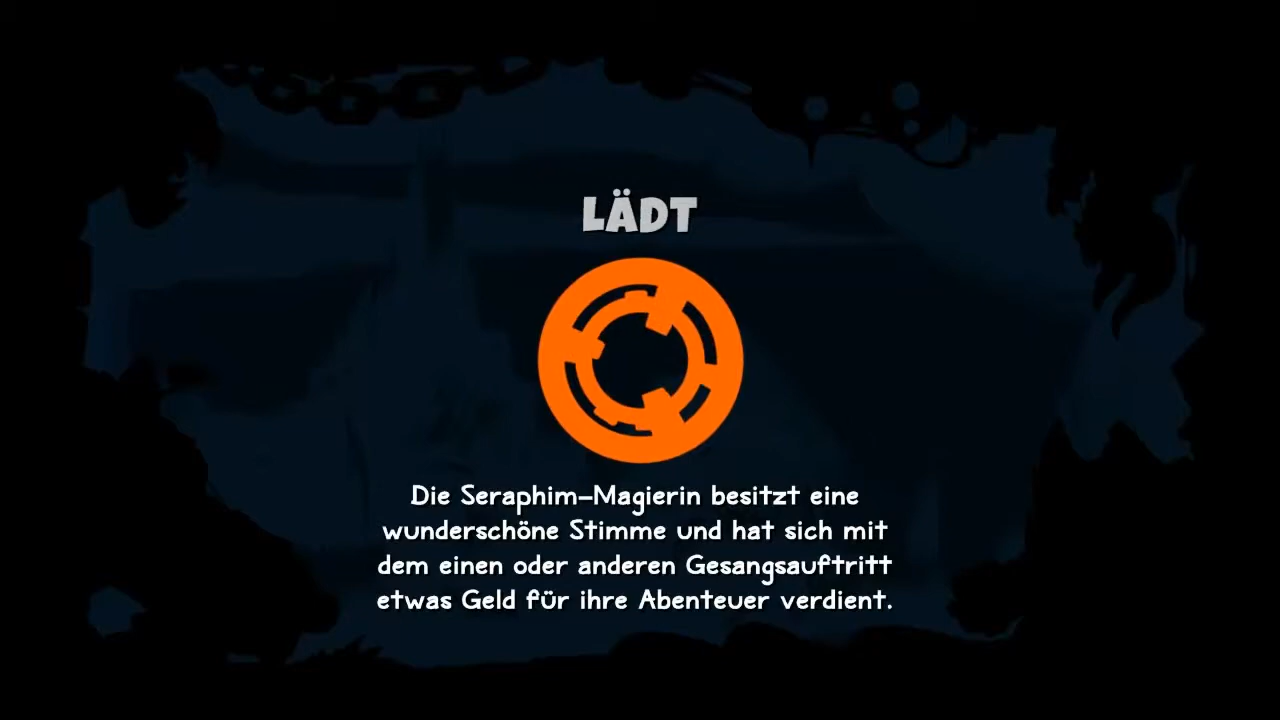 LÄDT
Die Seraphim-Magierin besitzt eine
wunderschöne Stimme und hat sich mit
dem einen oder anderen Gesangsauftritt
etwas Geld für ihre Abenteuer verdient.